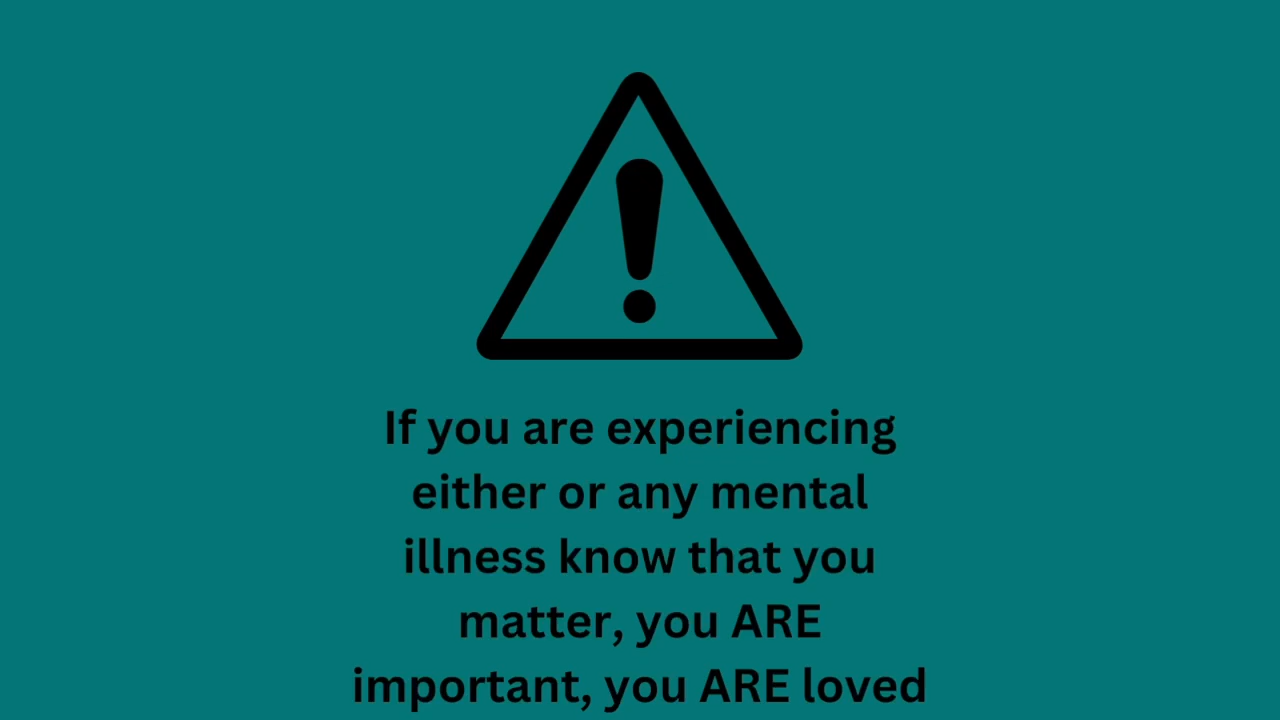 If you are experiencing
either or any mental
illness know that you
matter, you ARE
important, you ARE loved